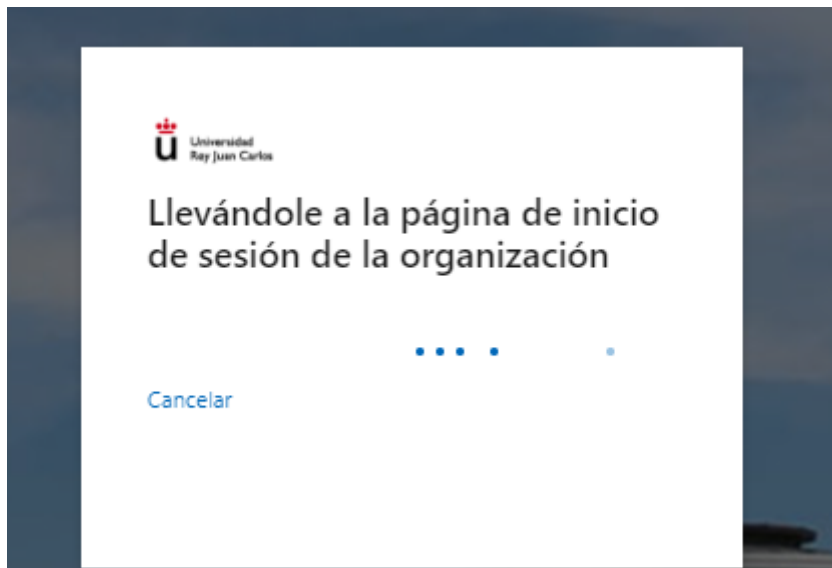 Universidad
Rey Juan Carlos
Llevándole a la página de inicio
de sesión de la organización
Cancelar